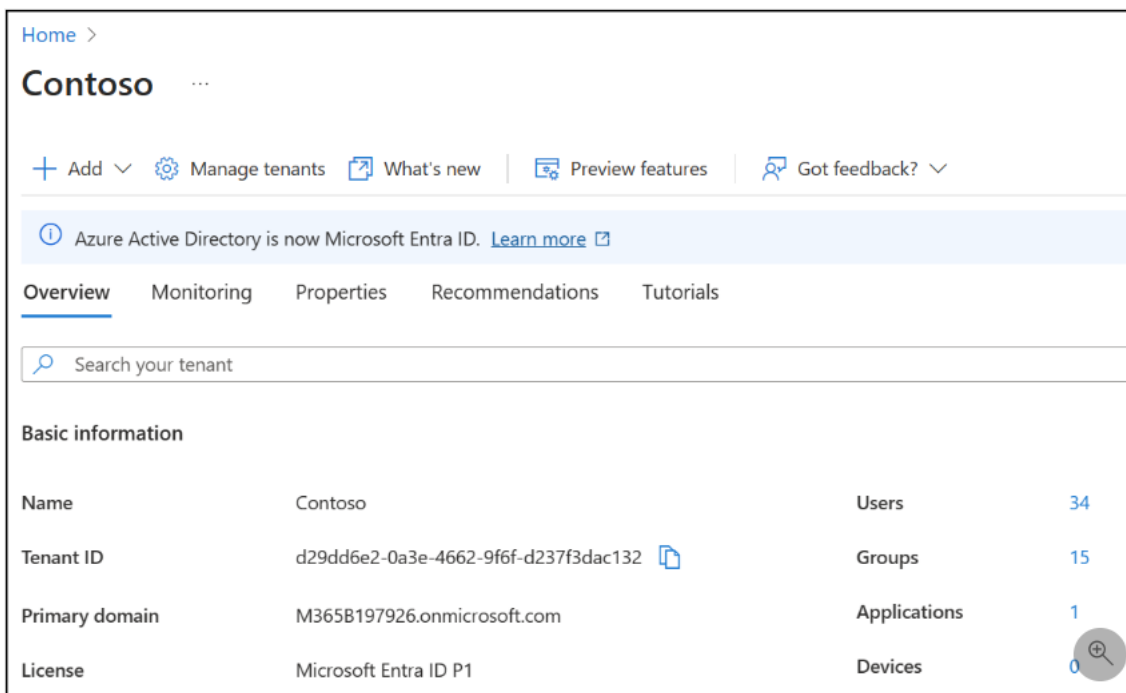 Home >
Contoso ...
Add Manage tenants What's new Preview features Got feedback?
Azure Active Directory is now Microsoft Entra ID. Learn more
Overview Monitoring Properties Recommendations Tutorials
Search your tenant
Basic information
Name Contoso Users 34
Tenant ID d29dd6e2-0a3e-4662-9f6f-d237f3dac132 Groups 15
Primary domain M365B197926.onmicrosoft.com Applications 1
License Microsoft Entra ID P1 Devices 0